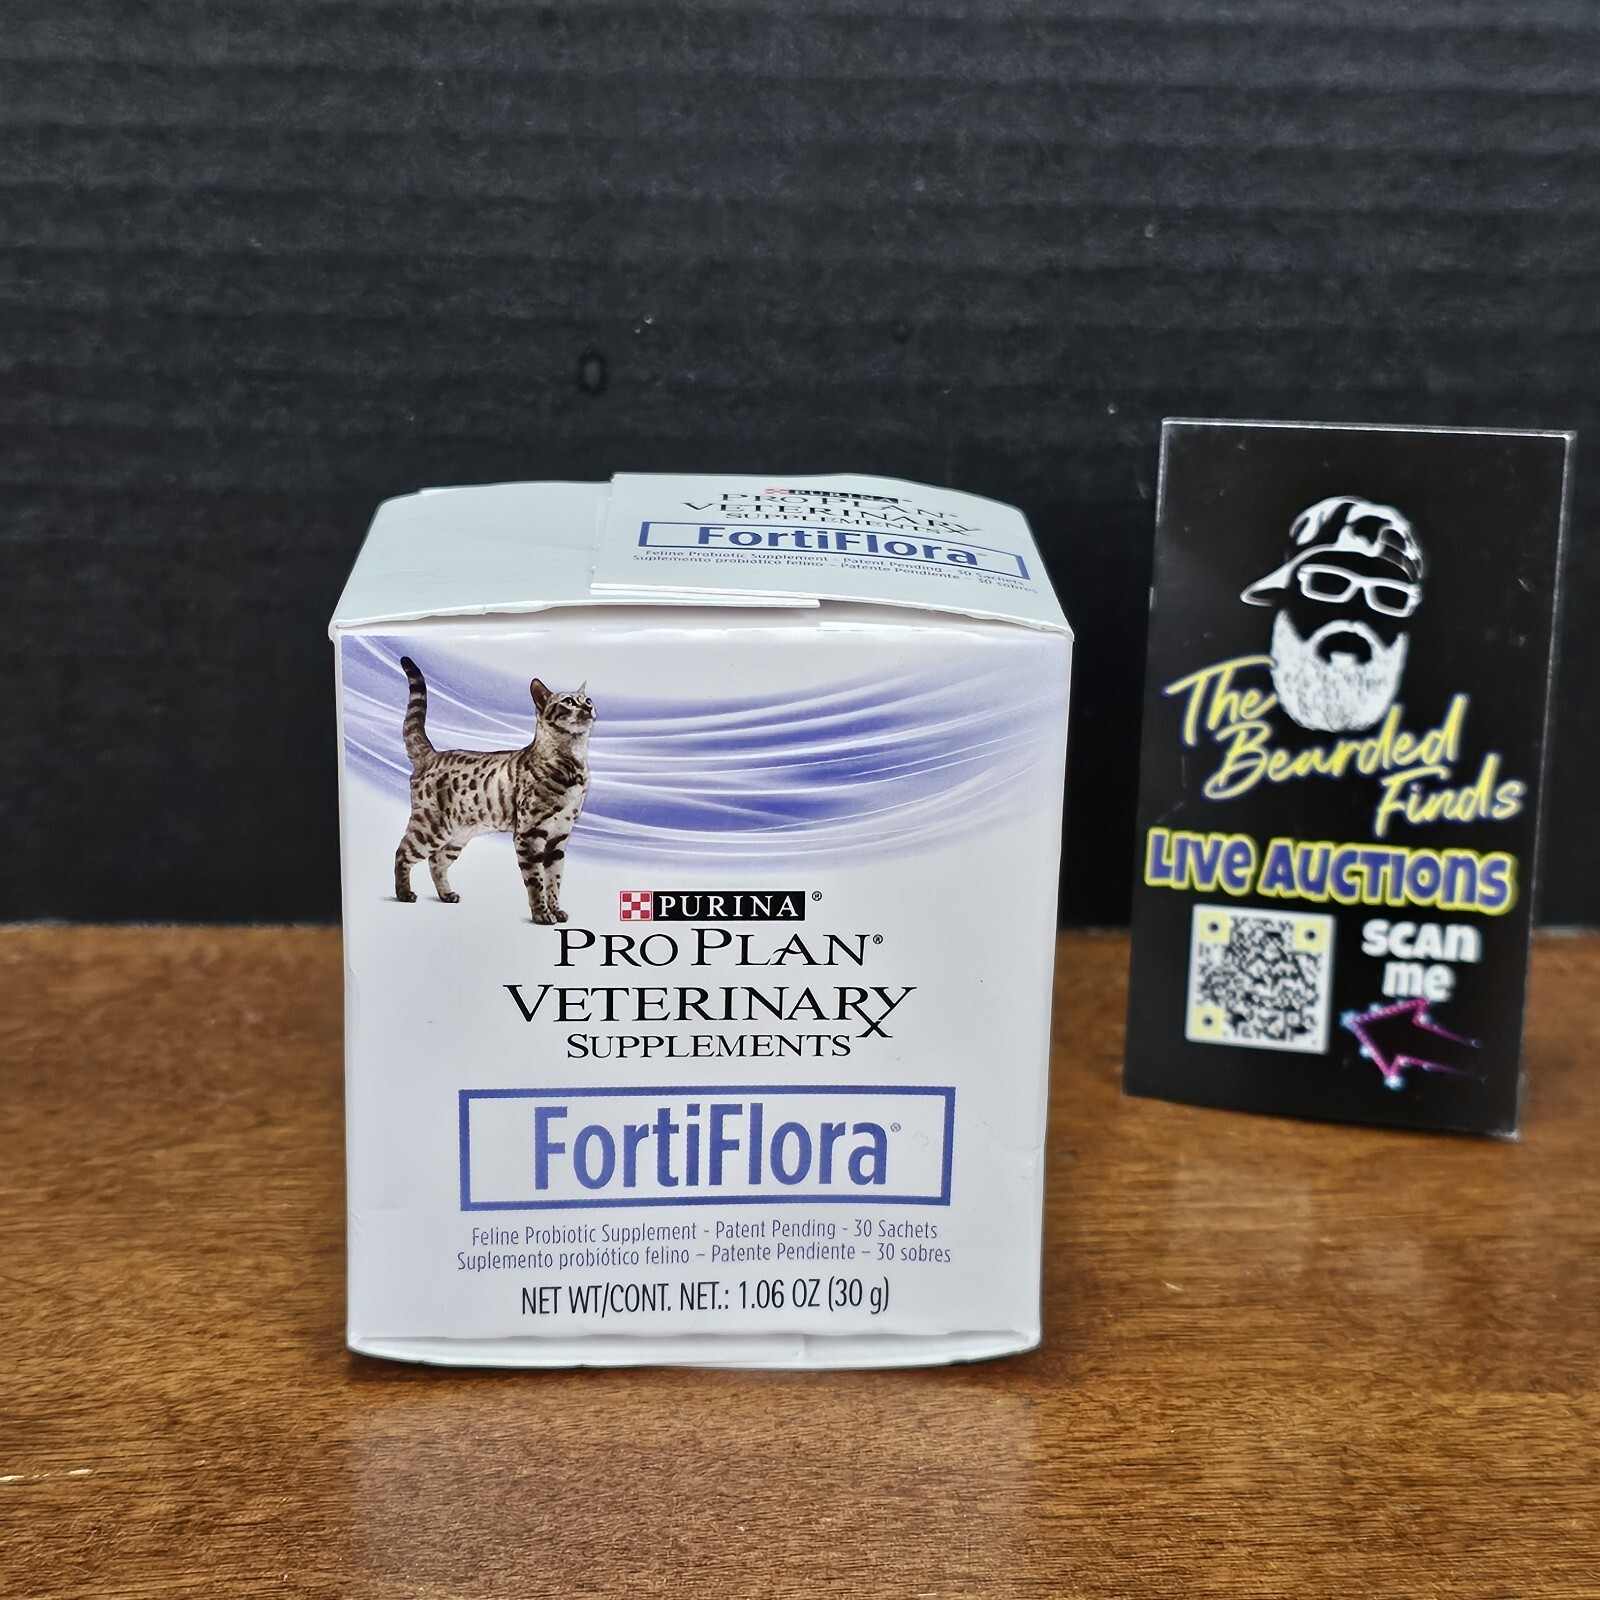 PURINA®
PRO PLAN®
VETERINARY
SUPPLEMENTS
FortiFlora
Feline Probiotic Supplement - Patent Pending - 30 Sachets
Suplemento probiótico felino – Patente Pendiente – 30 sobres
PURINA®
PRO PLAN®
VETERINARY
SUPPLEMENTS
FortiFlora®
Feline Probiotic Supplement - Patent Pending - 30 Sachets
Suplemento probiótico felino – Patente Pendiente – 30 sobres
NET WT/CONT. NET.: 1.06 OZ (30 g)
The
Bearded
Finds
LIVE AUCTIONS
SCAN
me